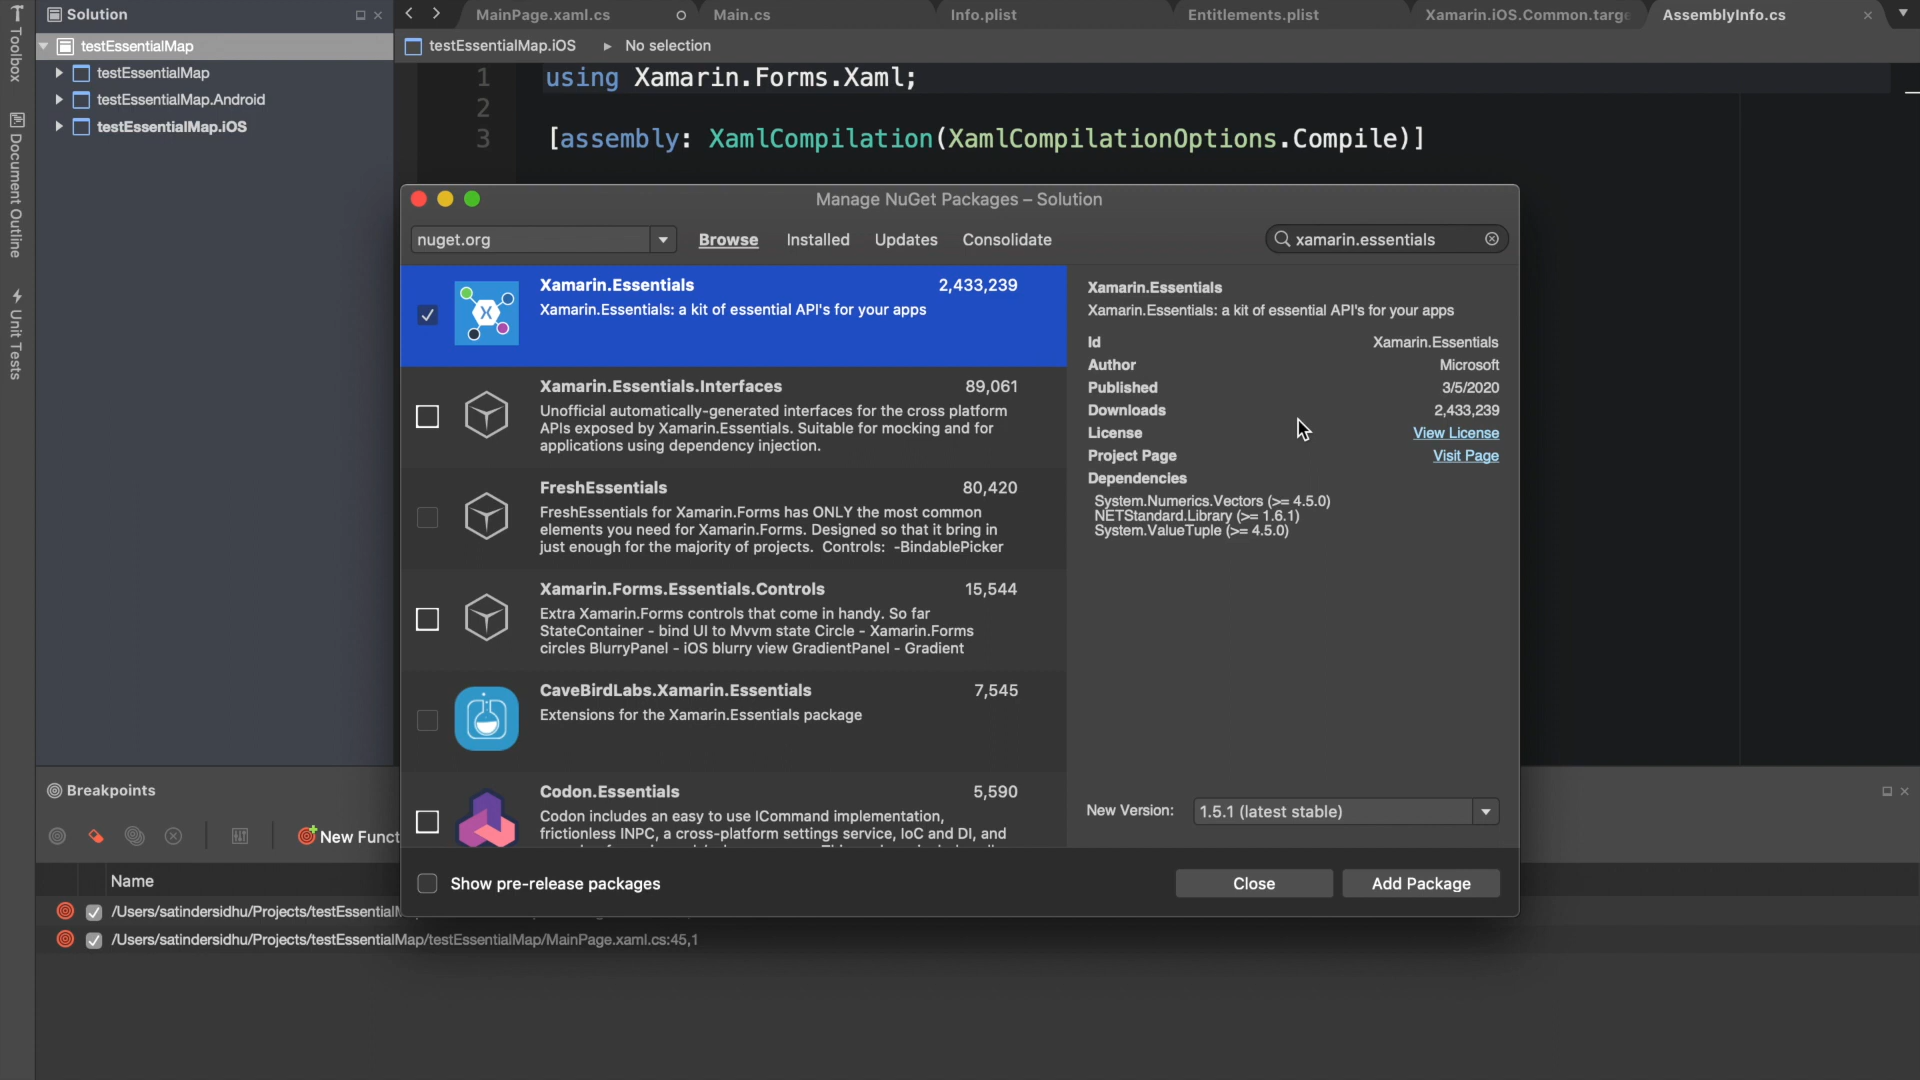 Solution
MainPage.xaml.cs
Main.cs
Info.plist
Entitlements.plist
Xamarin.iOS.Common.targe
AssemblyInfo.cs
Toolbox
Document Outline
Unit Tests
testEssentialMap
testEssentialMap
testEssentialMap.Android
testEssentialMap.iOS
testEssentialMap.iOS
No selection
1 using Xamarin.Forms.Xaml;
2
3 [assembly: XamlCompilation(XamlCompilationOptions.Compile)]
Manage NuGet Packages – Solution
nuget.org
Browse
Installed
Updates
Consolidate
xamarin.essentials
Xamarin.Essentials 2,433,239
Xamarin.Essentials: a kit of essential API's for your apps
Xamarin.Essentials.Interfaces 89,061
Unofficial automatically-generated interfaces for the cross platform
APIs exposed by Xamarin.Essentials. Suitable for mocking and for
applications using dependency injection.
FreshEssentials 80,420
FreshEssentials for Xamarin.Forms has ONLY the most common
elements you need for Xamarin.Forms. Designed so that it bring in
just enough for the majority of projects. Controls: -BindablePicker
Xamarin.Forms.Essentials.Controls 15,544
Extra Xamarin.Forms controls that come in handy. So far
StateContainer - bind UI to Mvvm state Circle - Xamarin.Forms
circles BlurryPanel - iOS blurry view GradientPanel - Gradient
CaveBirdLabs.Xamarin.Essentials 7,545
Extensions for the Xamarin.Essentials package
Codon.Essentials 5,590
Codon includes an easy to use ICommand implementation,
frictionless INPC, a cross-platform settings service, IoC and DI, and
Xamarin.Essentials
Xamarin.Essentials: a kit of essential API's for your apps
Id Xamarin.Essentials
Author Microsoft
Published 3/5/2020
Downloads 2,433,239
License View License
Project Page Visit Page
Dependencies
System.Numerics.Vectors (>= 4.5.0)
NETStandard.Library (>= 1.6.1)
System.ValueTuple (>= 4.5.0)
New Version: 1.5.1 (latest stable)
Show pre-release packages
Close
Add Package
Breakpoints
New Funct
Name
/Users/satindersidhu/Projects/testEssentialM
/Users/satindersidhu/Projects/testEssentialMap/testEssentialMap/MainPage.xaml.cs:45,1